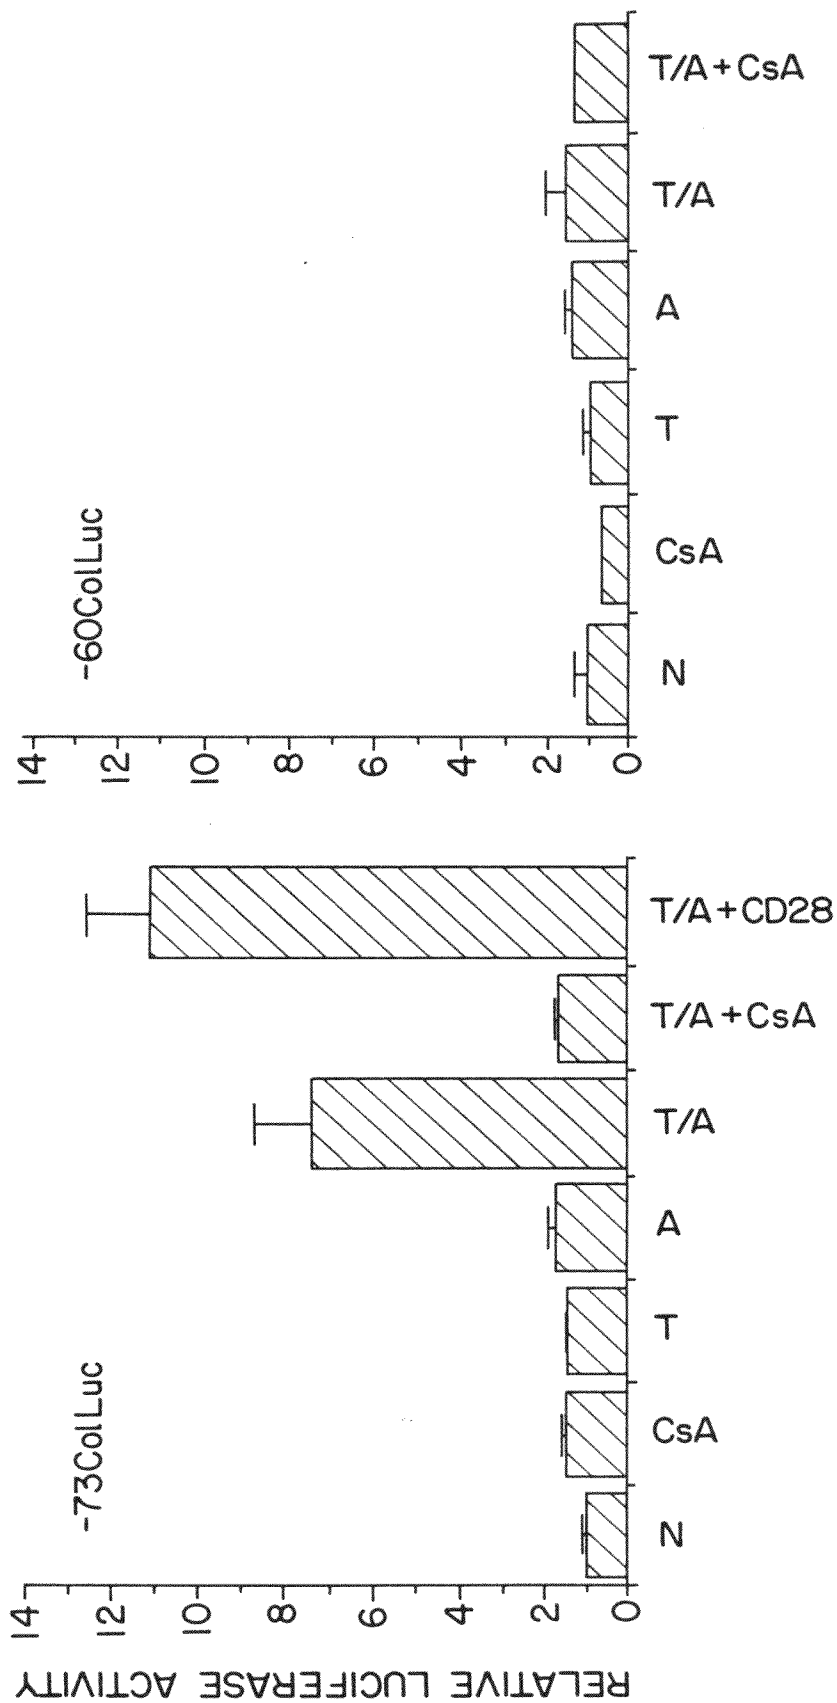 -73ColLuc
RELATIVE LUCIFERASE ACTIVITY
14
12
10
8
6
4
2
0
N
CsA
T
A
T/A
T/A+CsA
T/A+CD28
-60ColLuc
14
12
10
8
6
4
2
0
N
CsA
T
A
T/A
T/A+CsA